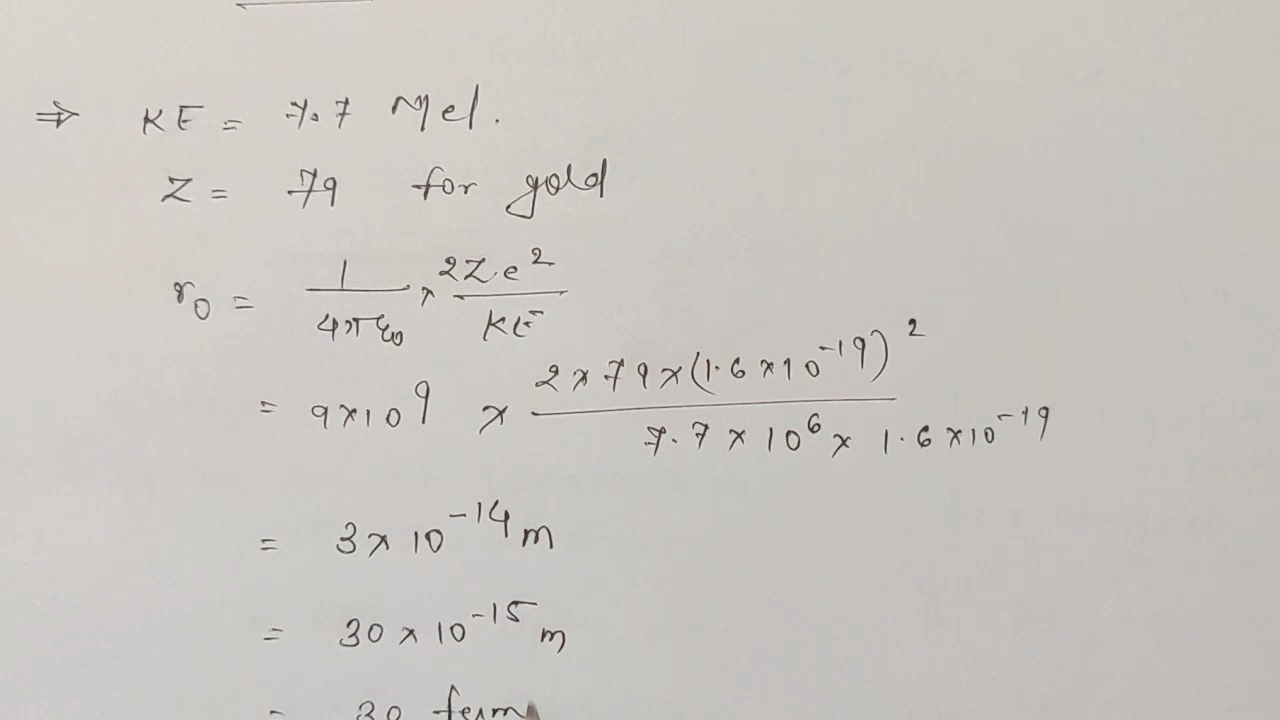 ⇒ KE = 7.7 Mel.
Z = 79 for gold
r₀ = 1/4πε₀ × 2Ze²/KE
= 9×10⁹ × 2×79×(1.6×10⁻¹⁹)²/7.7×10⁶×1.6×10⁻¹⁹
= 3×10⁻¹⁴ m
= 30×10⁻¹⁵ m
= 30